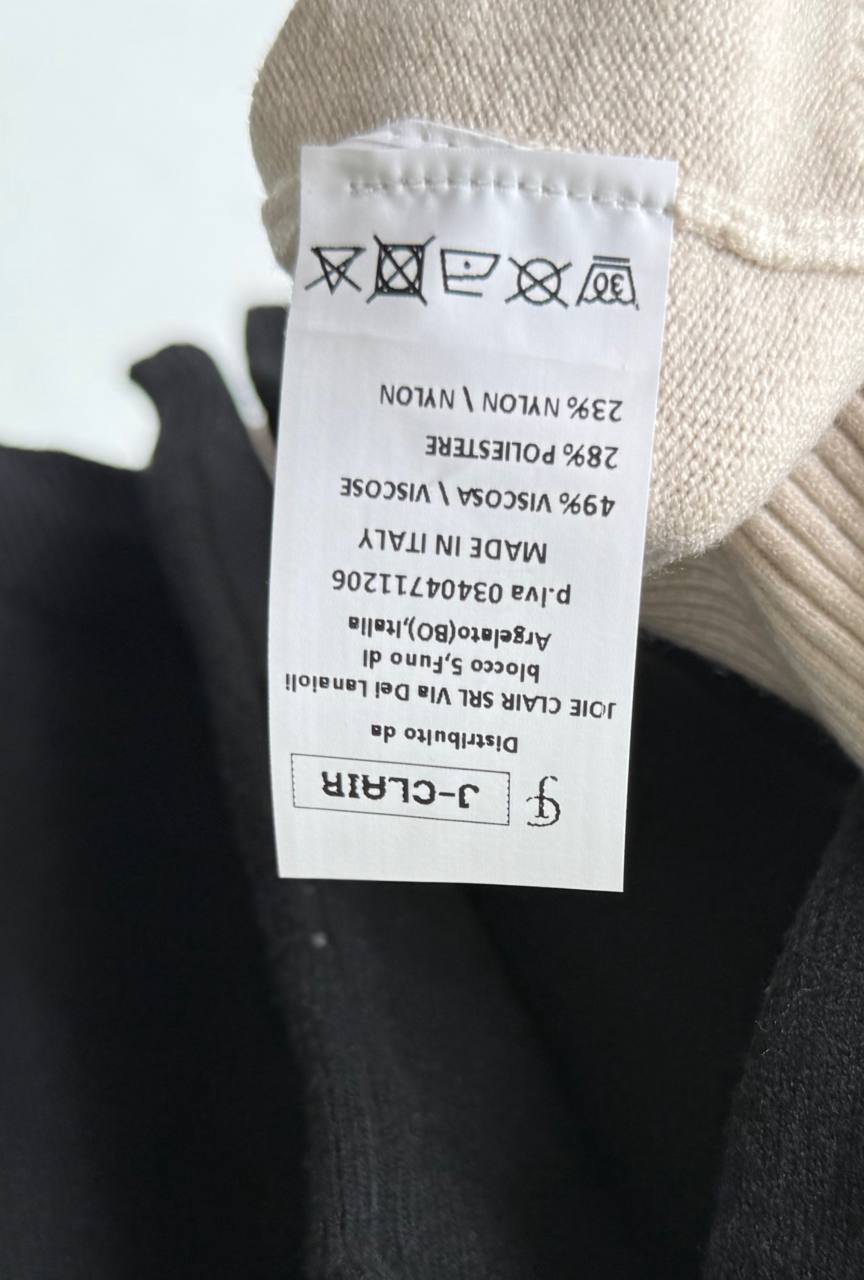 J-CLAIR
Distribuito da
JOIE CLAIR SRL Via Dei Lanaioli
blocco 5,Funo di
Argelato(BO),Italia
p.Iva 03404711206
MADE IN ITALY
49% VISCOSA / VISCOSE
28% POLIESTERE
23% NYLON / NYLON
30